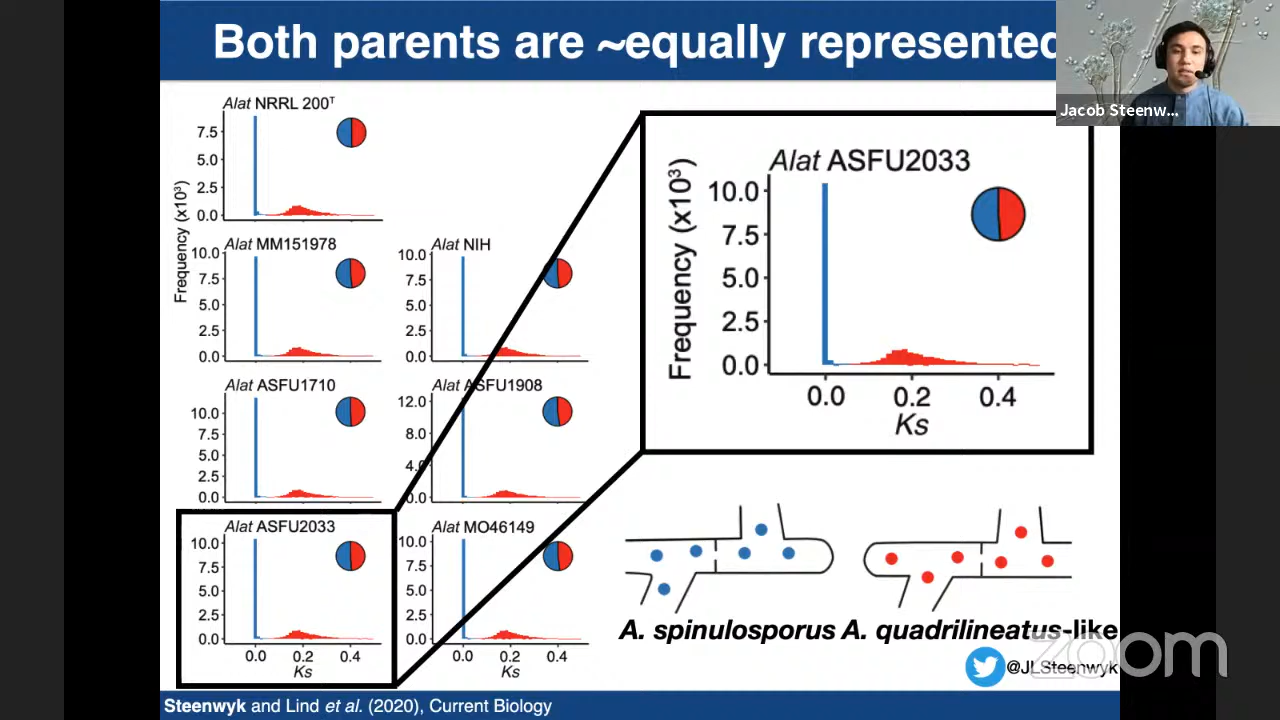 Both parents are ~equally represented
Jacob Steenw...
Alat NRRL 200ᵀ
7.5
5.0
2.5
0.0
Frequency (x10³)
Alat MM151978
10.0
7.5
5.0
2.5
0.0
Alat NIH
10.0
7.5
5.0
2.5
0.0
Alat ASFU1710
10.0
7.5
5.0
2.5
0.0
Alat ASFU1908
12.0
8.0
4.0
0.0
Alat ASFU2033
10.0
7.5
5.0
2.5
0.0
0.0 0.2 0.4
Ks
Alat MO46149
10.0
7.5
5.0
2.5
0.0
0.0 0.2 0.4
Ks
Alat ASFU2033
Frequency (x10³)
10.0
7.5
5.0
2.5
0.0
0.0 0.2 0.4
Ks
A. spinulosporus A. quadrilineatus-like
@JLSteenwyk
zoom
Steenwyk and Lind et al. (2020), Current Biology